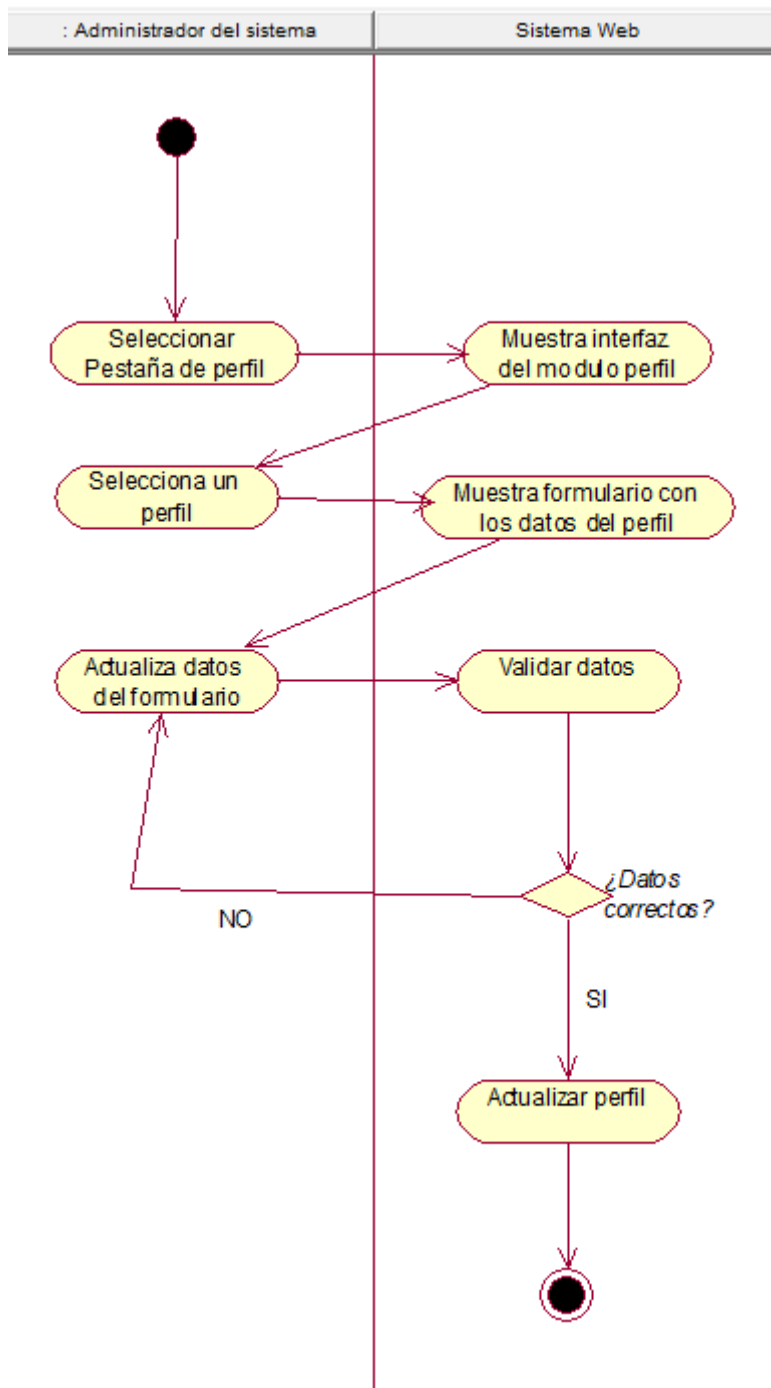 : Administrador del sistema
Sistema Web
Seleccionar
Pestaña de perfil
Muestra interfaz
del modulo perfil
Selecciona un
perfil
Muestra formulario con
los datos del perfil
Actualiza datos
del formulario
Validar datos
¿Datos
correctos?
NO
SI
Actualizar perfil